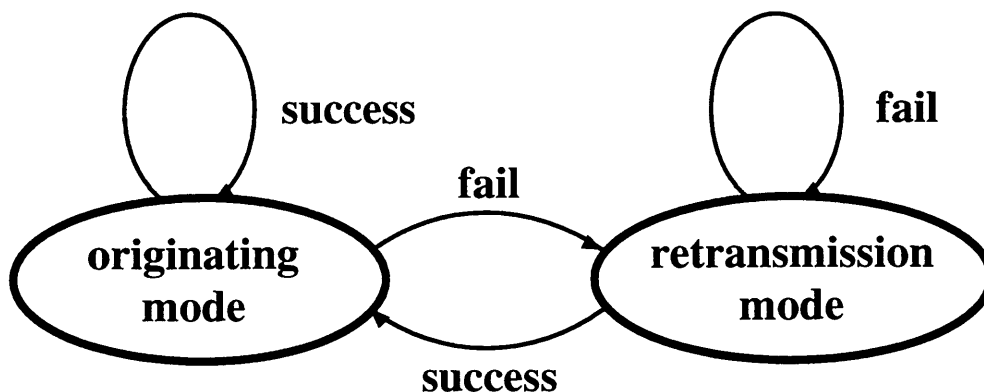 success
fail
fail
originating
mode
retransmission
mode
success